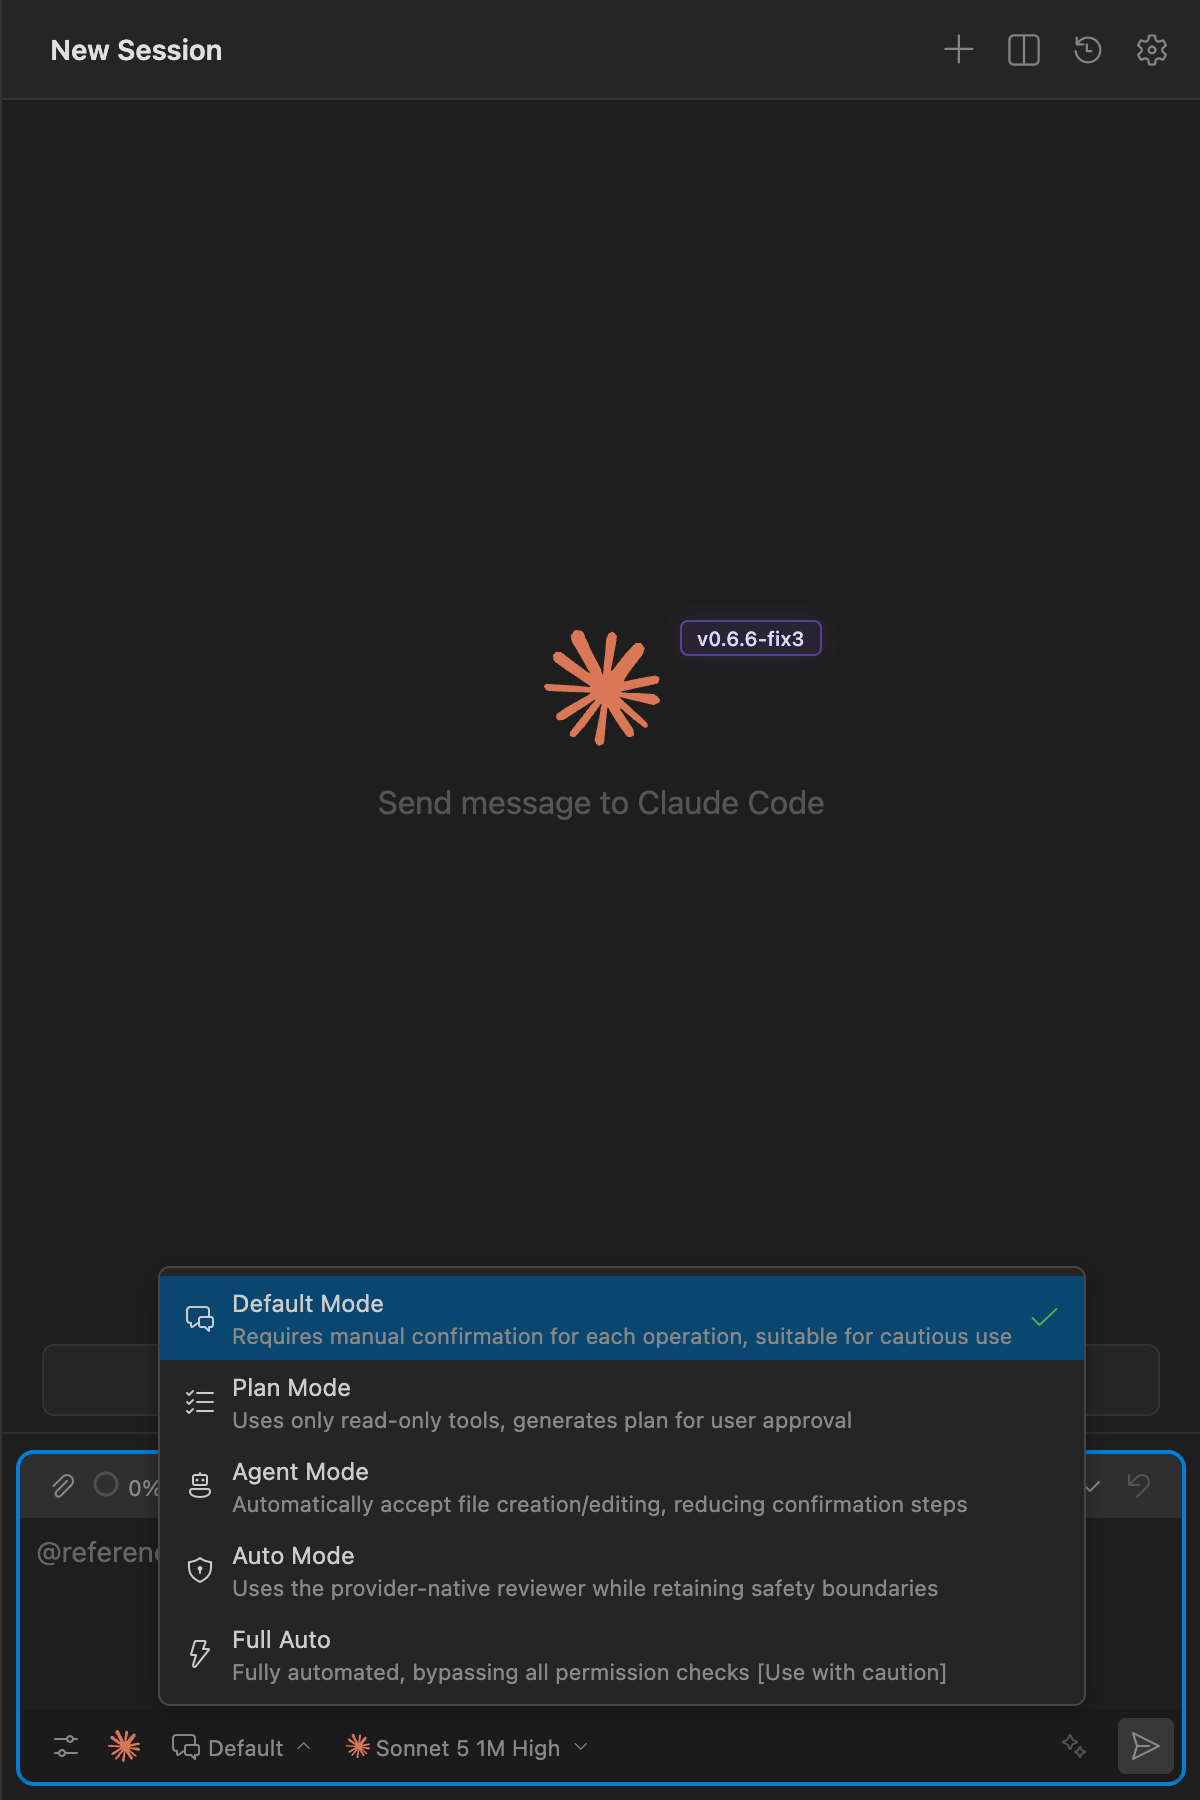 New Session
v0.6.6-fix3
Send message to Claude Code
Default Mode
Requires manual confirmation for each operation, suitable for cautious use
Plan Mode
Uses only read-only tools, generates plan for user approval
Agent Mode
Automatically accept file creation/editing, reducing confirmation steps
Auto Mode
Uses the provider-native reviewer while retaining safety boundaries
Full Auto
Fully automated, bypassing all permission checks [Use with caution]
0%
Default
Sonnet 5 1M High